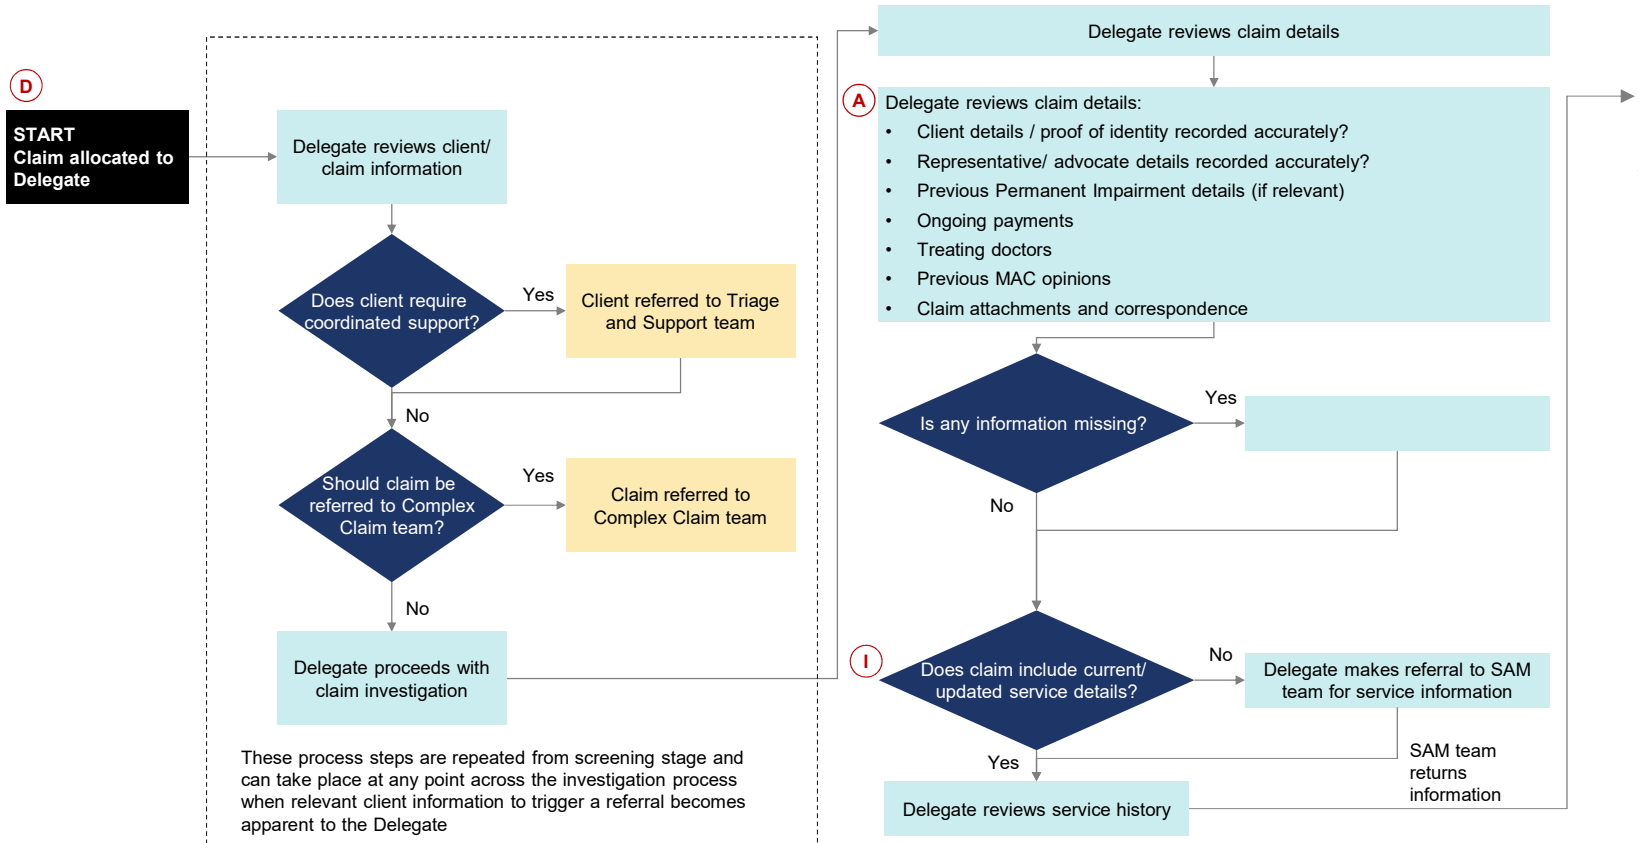 D
START
Claim allocated to
Delegate
Delegate reviews client/
claim information
Does client require
coordinated support?
Yes
Client referred to Triage
and Support team
No
Should claim be
referred to Complex
Claim team?
Yes
Claim referred to
Complex Claim team
No
Delegate proceeds with
claim investigation
These process steps are repeated from screening stage and
can take place at any point across the investigation process
when relevant client information to trigger a referral becomes
apparent to the Delegate
Delegate reviews claim details
A
Delegate reviews claim details:
• Client details / proof of identity recorded accurately?
• Representative/ advocate details recorded accurately?
• Previous Permanent Impairment details (if relevant)
• Ongoing payments
• Treating doctors
• Previous MAC opinions
• Claim attachments and correspondence
Is any information missing?
Yes
No
I
Does claim include current/
updated service details?
No
Delegate makes referral to SAM
team for service information
Yes
SAM team
returns
information
Delegate reviews service history